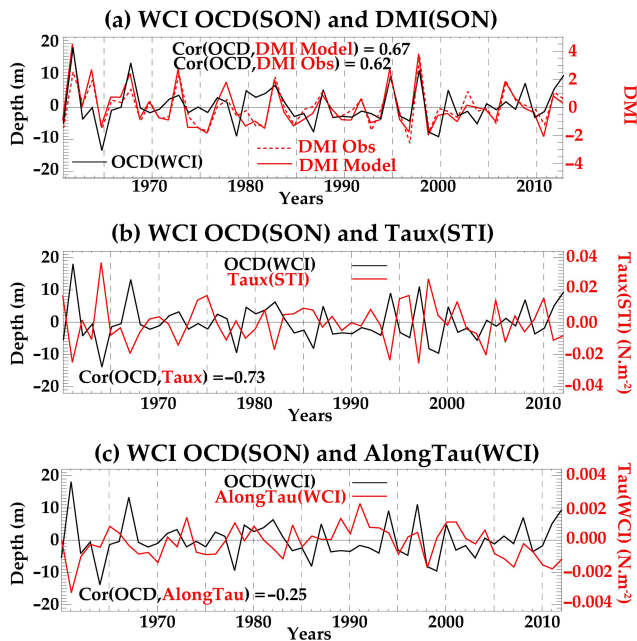 (a) WCI OCD(SON) and DMI(SON)
Cor(OCD,DMI Model) = 0.67
Cor(OCD,DMI Obs) = 0.62
20
10
0
-10
-20
Depth (m)
4
2
0
-2
-4
DMI
OCD(WCI)
DMI Obs
DMI Model
1970 1980 1990 2000 2010
Years
(b) WCI OCD(SON) and Taux(STI)
OCD(WCI)
Taux(STI)
20
10
0
-10
-20
Depth (m)
0.04
0.02
0.00
-0.02
-0.04
Taux(STI) (N.m⁻²)
Cor(OCD,Taux) =-0.73
1970 1980 1990 2000 2010
Years
(c) WCI OCD(SON) and AlongTau(WCI)
OCD(WCI)
AlongTau(WCI)
20
10
0
-10
-20
Depth (m)
0.004
0.002
0.000
-0.002
-0.004
Tau(WCI) (N.m⁻²)
Cor(OCD,AlongTau) =-0.25
1970 1980 1990 2000 2010
Years